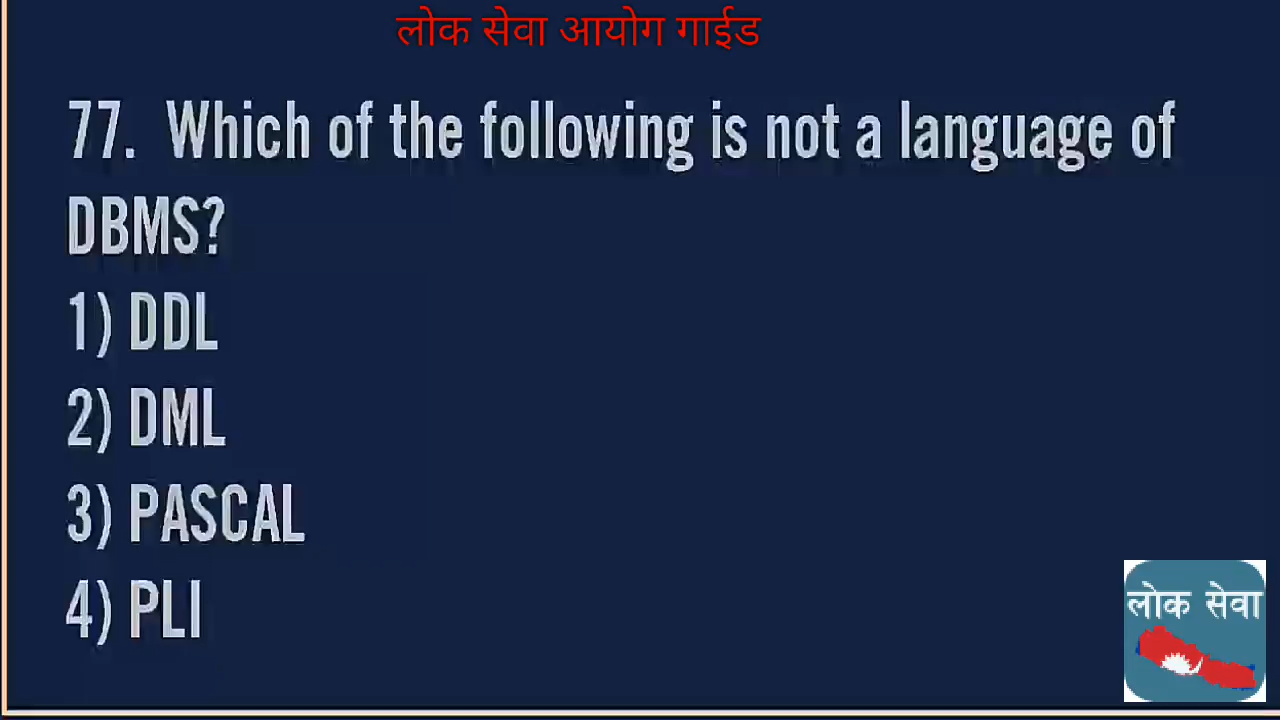 लोक सेवा आयोग गाईड
77. Which of the following is not a language of
DBMS?
1) DDL
2) DML
3) PASCAL
4) PLI
लोक सेवा